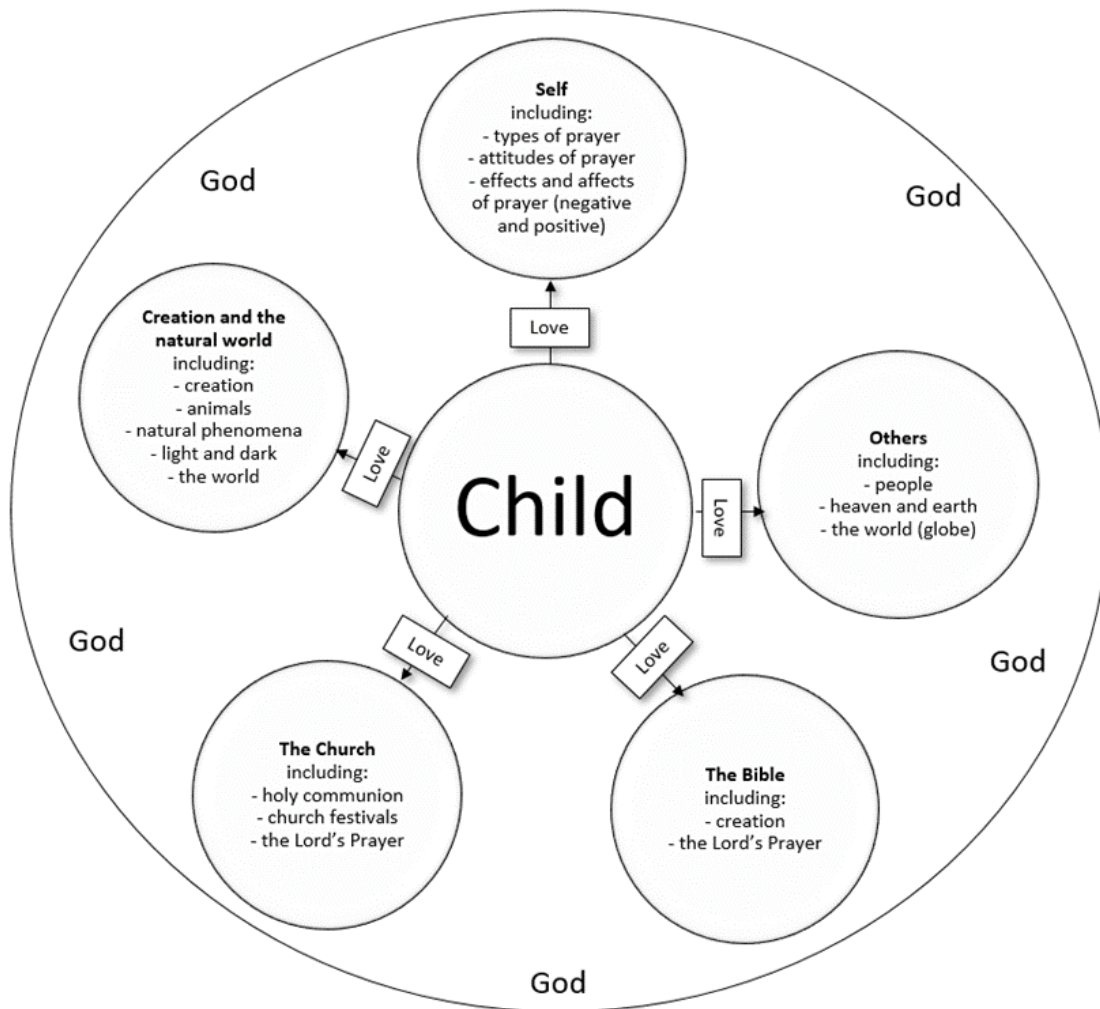 Self
including:
- types of prayer
- attitudes of prayer
- effects and affects
of prayer (negative
and positive)
God
God
Love
Creation and the
natural world
including:
- creation
- animals
- natural phenomena
- light and dark
- the world
Love
Child
Love
Others
including:
- people
- heaven and earth
- the world (globe)
God
Love
Love
God
The Church
including:
- holy communion
- church festivals
- the Lord's Prayer
The Bible
including:
- creation
- the Lord's Prayer
God